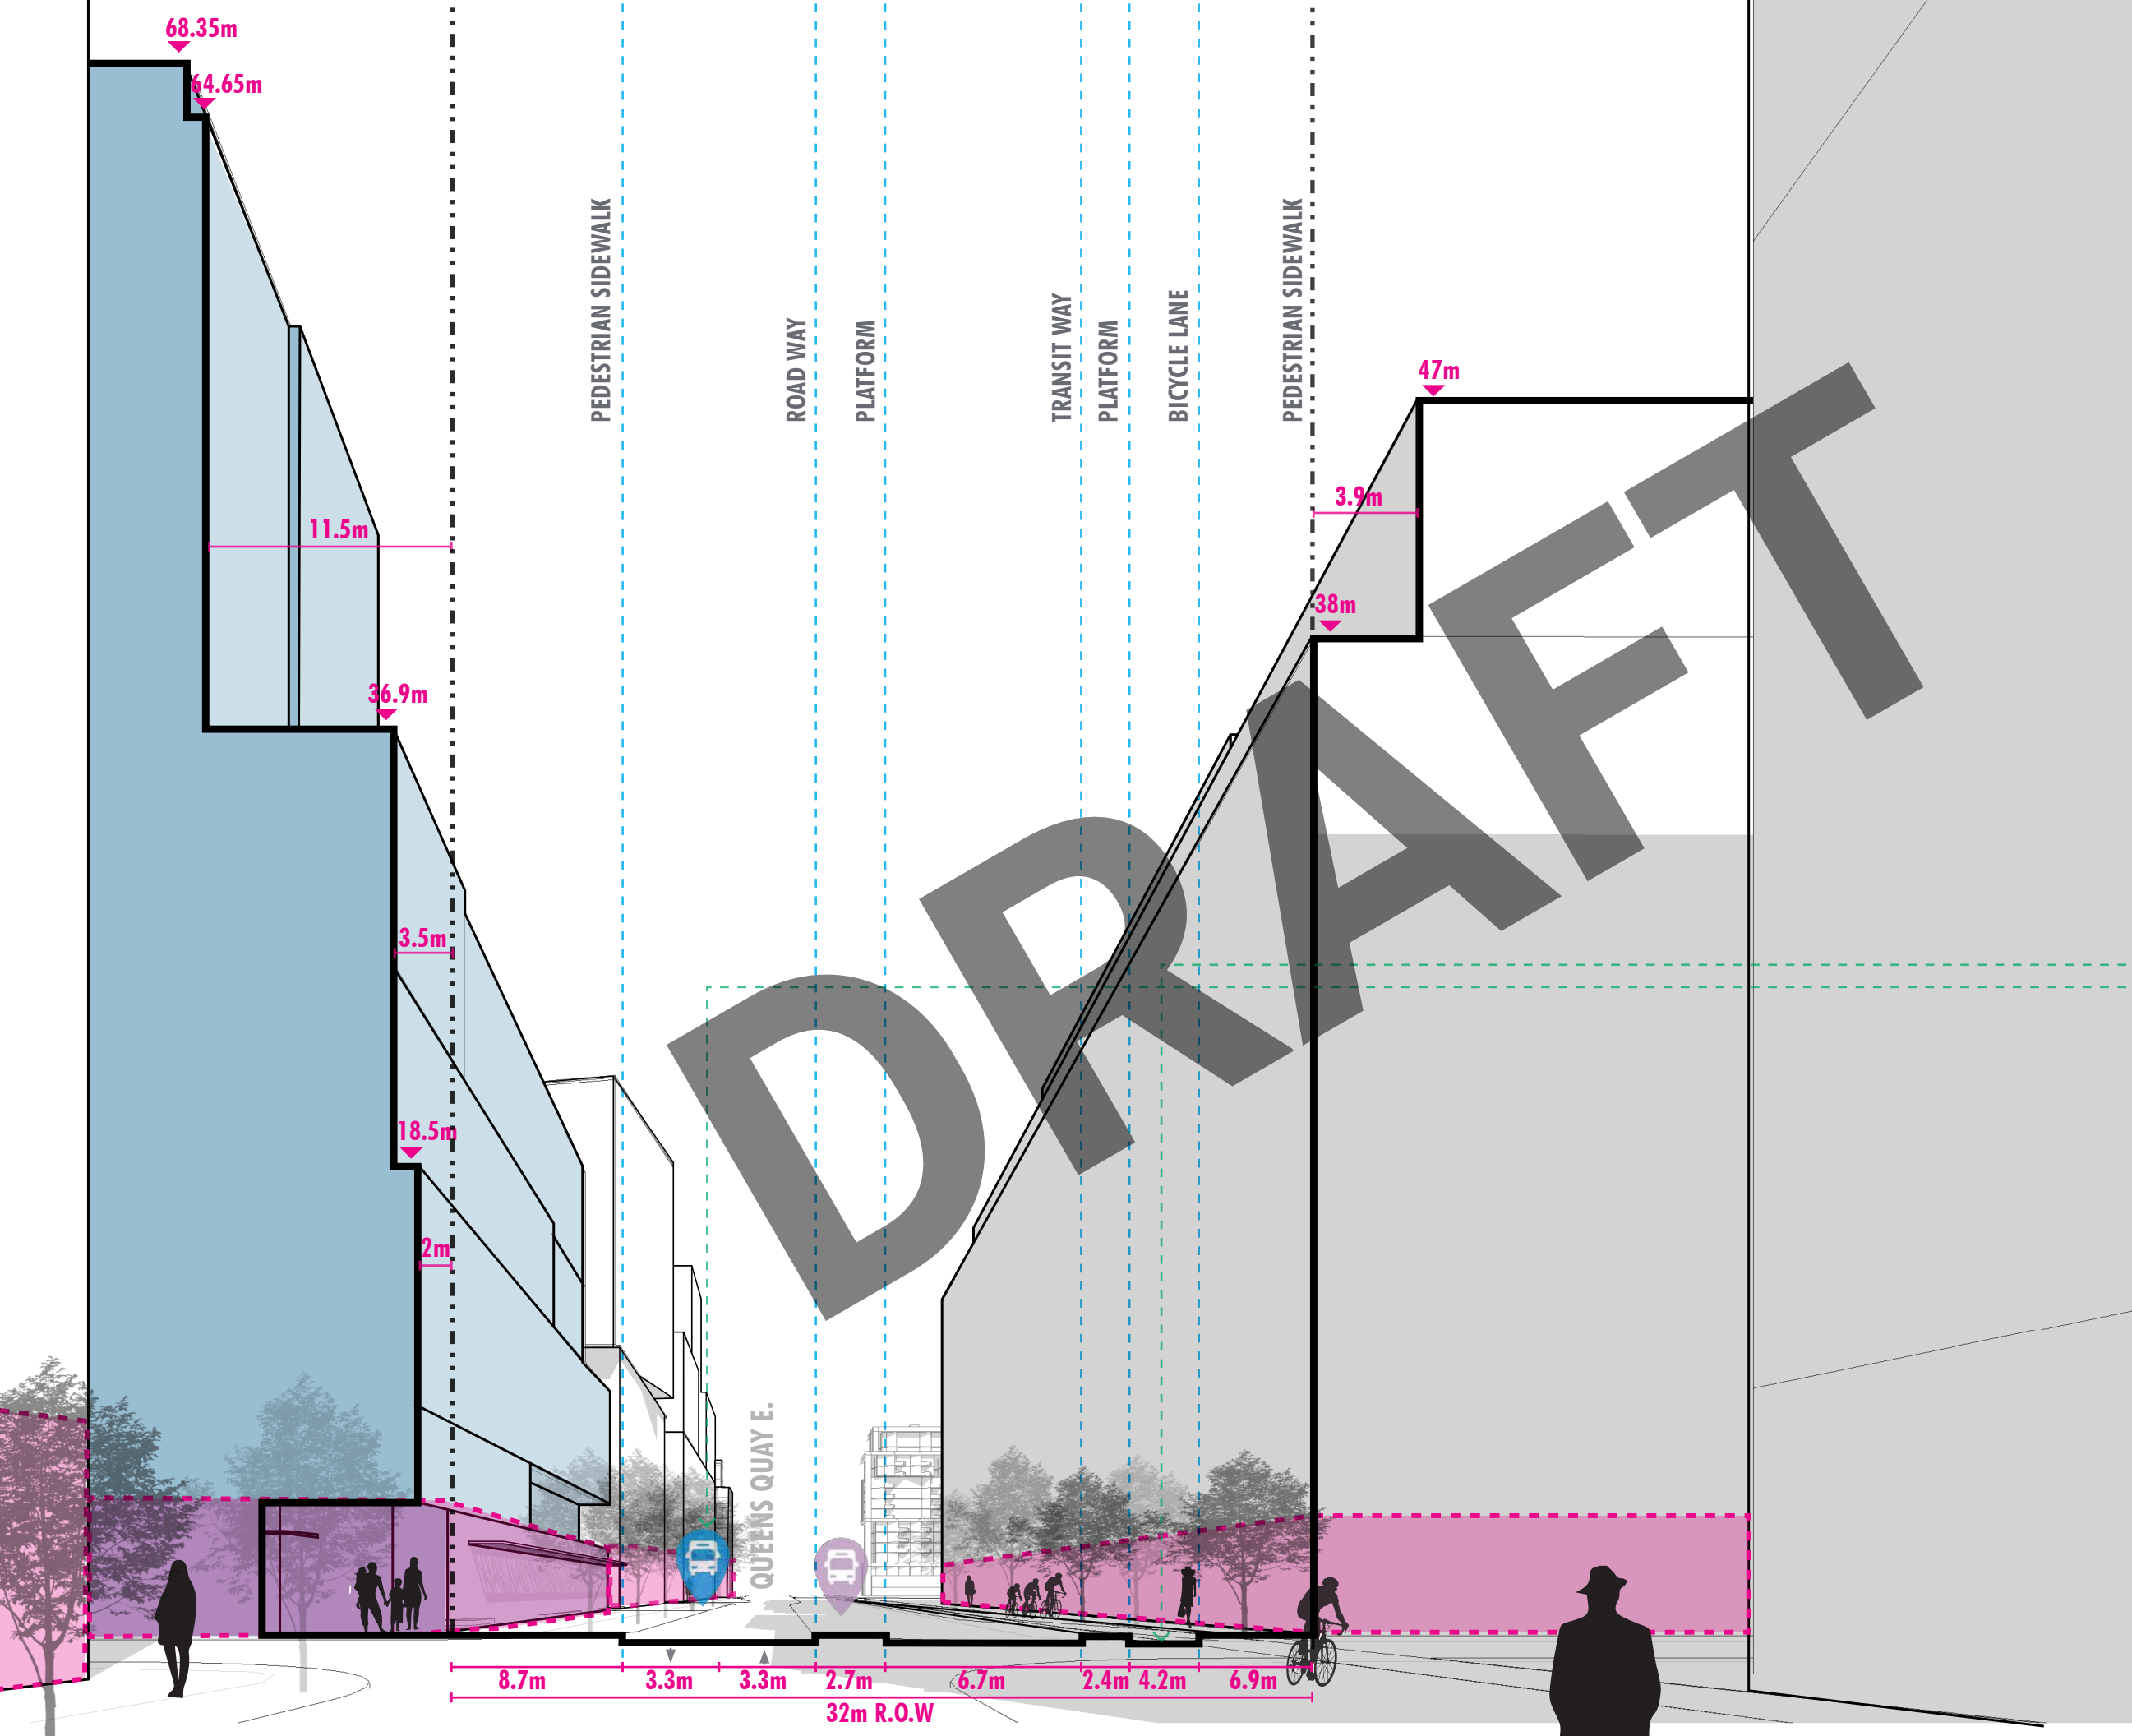 68.35m
64.65m
PEDESTRIAN SIDEWALK
ROAD WAY
PLATFORM
TRANSIT WAY
PLATFORM
BICYCLE LANE
PEDESTRIAN SIDEWALK
47m
3.9m
11.5m
38m
36.9m
DRAFT
3.5m
18.5m
2m
QUEENS QUAY E.
8.7m
3.3m
3.3m
2.7m
6.7m
2.4m
4.2m
6.9m
32m R.O.W